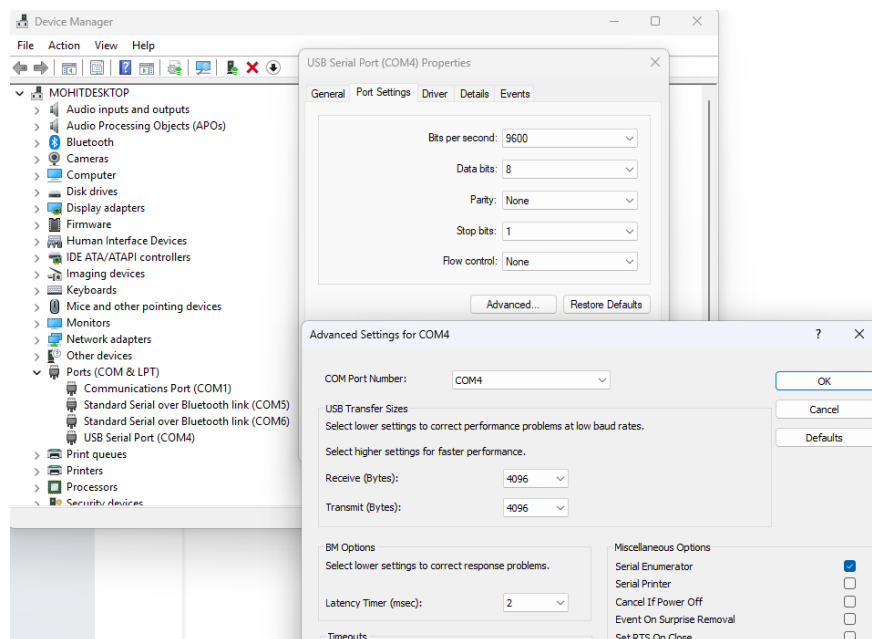 Device Manager
File Action View Help
MOHITDESKTOP
Audio inputs and outputs
Audio Processing Objects (APOs)
Bluetooth
Cameras
Computer
Disk drives
Display adapters
Firmware
Human Interface Devices
IDE ATA/ATAPI controllers
Imaging devices
Keyboards
Mice and other pointing devices
Monitors
Network adapters
Other devices
Ports (COM & LPT)
Communications Port (COM1)
Standard Serial over Bluetooth link (COM5)
Standard Serial over Bluetooth link (COM6)
USB Serial Port (COM4)
Print queues
Printers
Processors
Security devices
USB Serial Port (COM4) Properties
General Port Settings Driver Details Events
Bits per second: 9600
Data bits: 8
Parity: None
Stop bits: 1
Flow control: None
Advanced... Restore Defaults
Advanced Settings for COM4
COM Port Number: COM4
OK
Cancel
Defaults
USB Transfer Sizes
Select lower settings to correct performance problems at low baud rates.
Select higher settings for faster performance.
Receive (Bytes): 4096
Transmit (Bytes): 4096
BM Options
Select lower settings to correct response problems.
Latency Timer (msec): 2
Timeouts
Miscellaneous Options
Serial Enumerator
Serial Printer
Cancel If Power Off
Event On Surprise Removal
Set RTS On Close